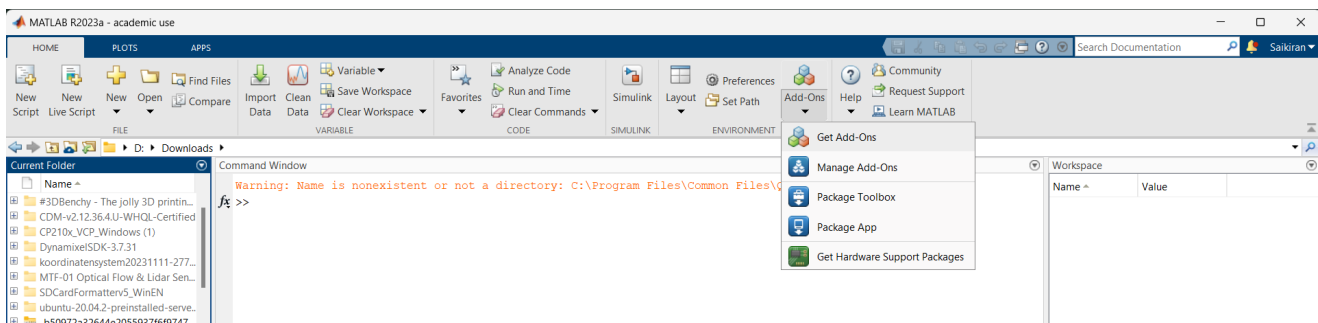 MATLAB R2023a - academic use
HOME PLOTS APPS
Search Documentation
Saikiran
New Script
New Live Script
New
Open
Find Files
Compare
FILE
Import Data
Clean Data
Variable
Save Workspace
Clear Workspace
VARIABLE
Favorites
Analyze Code
Run and Time
Clear Commands
CODE
Simulink
SIMULINK
Layout
Preferences
Set Path
ENVIRONMENT
Add-Ons
Help
Community
Request Support
Learn MATLAB
Get Add-Ons
Manage Add-Ons
Package Toolbox
Package App
Get Hardware Support Packages
D: Downloads
Current Folder
Name
#3DBenchy - The jolly 3D printin...
CDM-v2.12.36.4.U-WHQL-Certified
CP210x_VCP_Windows (1)
DynamixelSDK-3.7.31
koordinatensystem20231111-277...
MTF-01 Optical Flow & Lidar Sen...
SDCardFormatterv5_WinEN
ubuntu-20.04.2-preinstalled-serve...
Command Window
Warning: Name is nonexistent or not a directory: C:\Program Files\Common Files\
fx >>
Workspace
Name Value